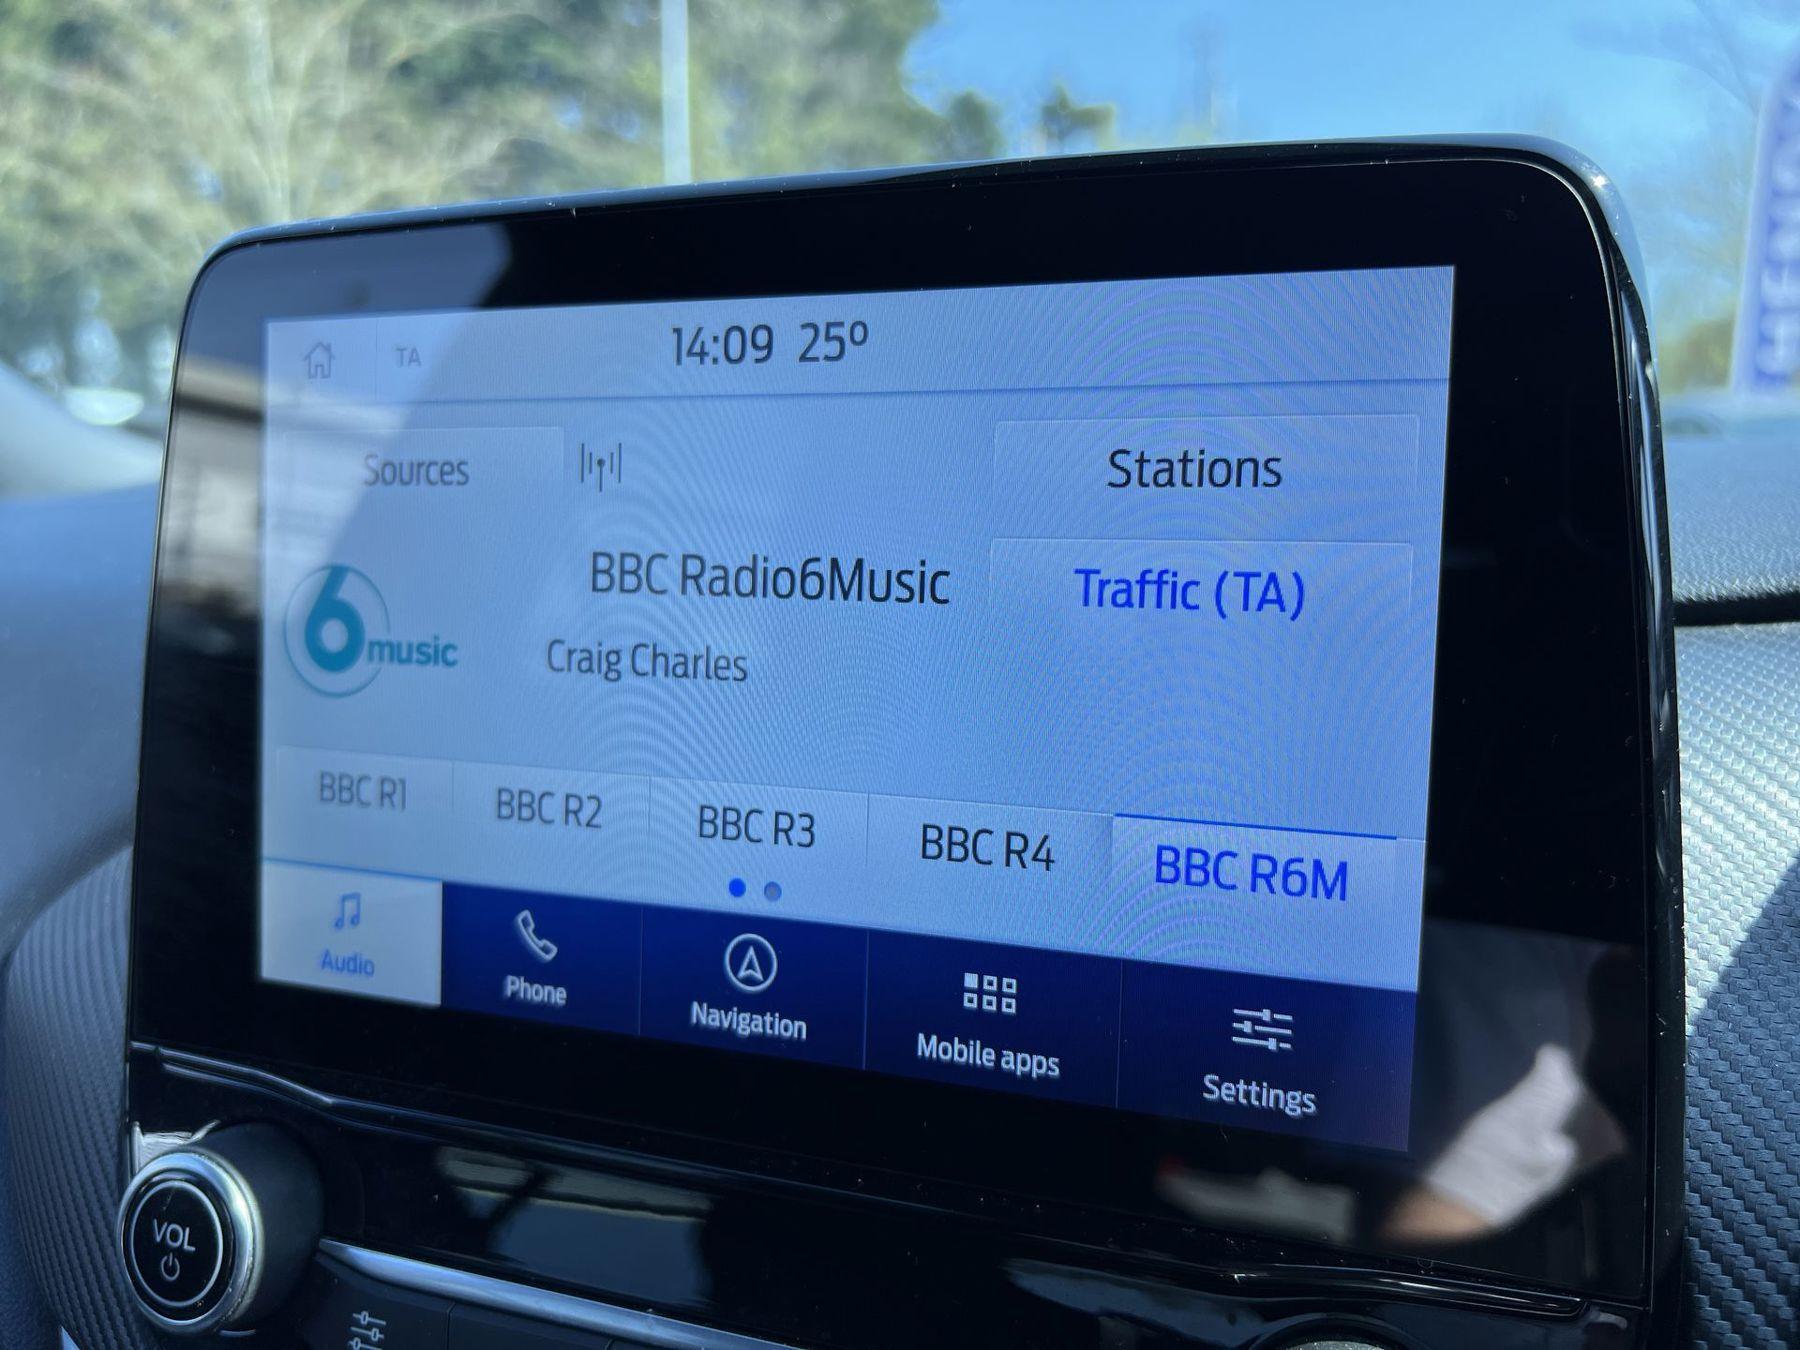 TA
14:09 25º
Sources
Stations
BBC Radio6Music
Traffic (TA)
6
music
Craig Charles
BBC R1
BBC R2
BBC R3
BBC R4
BBC R6M
Audio
Phone
Navigation
Mobile apps
Settings
VOL